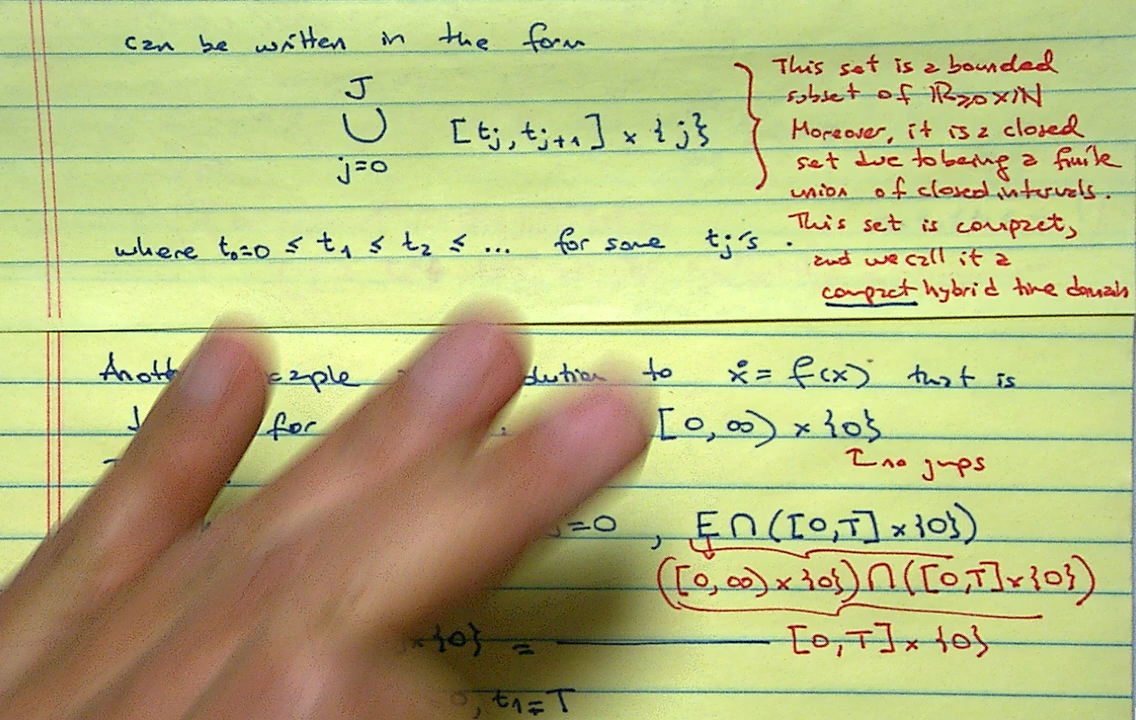 can be written in the form
J
∪ [tj, tj+1] × {j}
j=0
where t0=0 ≤ t1 ≤ t2 ≤ ... for some tj's.
This set is a bounded
subset of ℝ≥0×ℕ
Moreover, it is a closed
set due to being a finite
union of closed intervals.
This set is compact,
and we call it a
compact hybrid time domain
to ẋ = f(x) that is
for [0,∞) × {0}
no jups
=0 , E ∩ ([0,T] × {0})
([0,∞) × {0}) ∩ ([0,T] × {0})
× {0} = [0,T] × {0}
0, t1=T